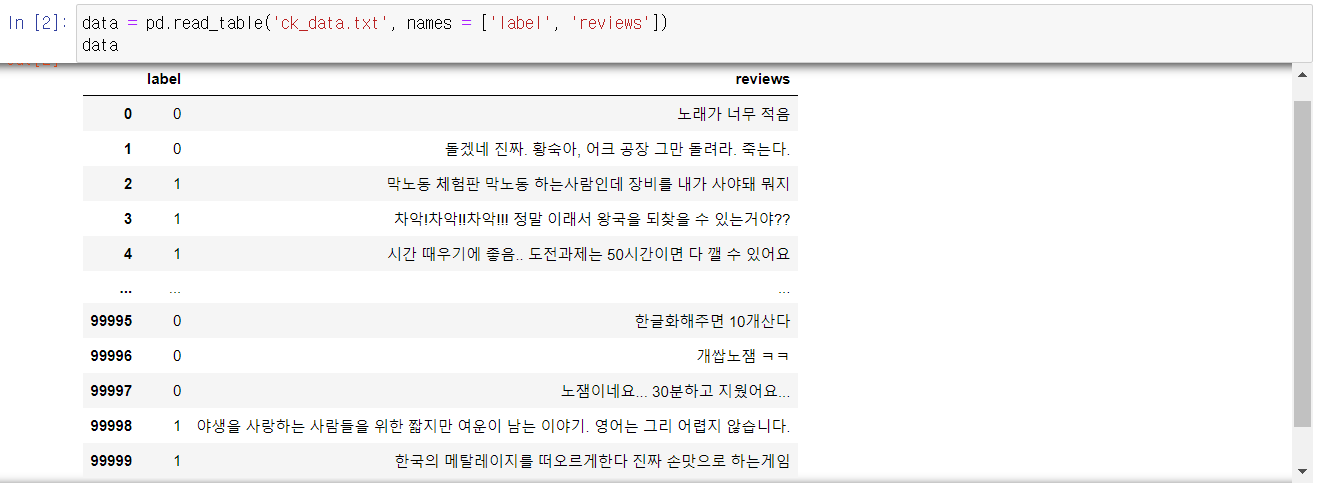 In [2]: data = pd.read_table('ck_data.txt', names = ['label', 'reviews'])
data
label reviews
0 0 노래가 너무 적음
1 0 돌겠네 진짜. 황숙아, 어크 공장 그만 돌려라. 죽는다.
2 1 막노동 체험판 막노동 하는사람인데 장비를 내가 사야돼 뭐지
3 1 차악!차악!!차악!!! 정말 이래서 왕국을 되찾을 수 있는거야??
4 1 시간 때우기에 좋음.. 도전과제는 50시간이면 다 깰 수 있어요
... ... ...
99995 0 한글화해주면 10개산다
99996 0 개쌉노잼 ㅋㅋ
99997 0 노잼이네요... 30분하고 지웠어요...
99998 1 야생을 사랑하는 사람들을 위한 짧지만 여운이 남는 이야기. 영어는 그리 어렵지 않습니다.
99999 1 한국의 메탈레이지를 떠오르게한다 진짜 손맛으로 하는게임